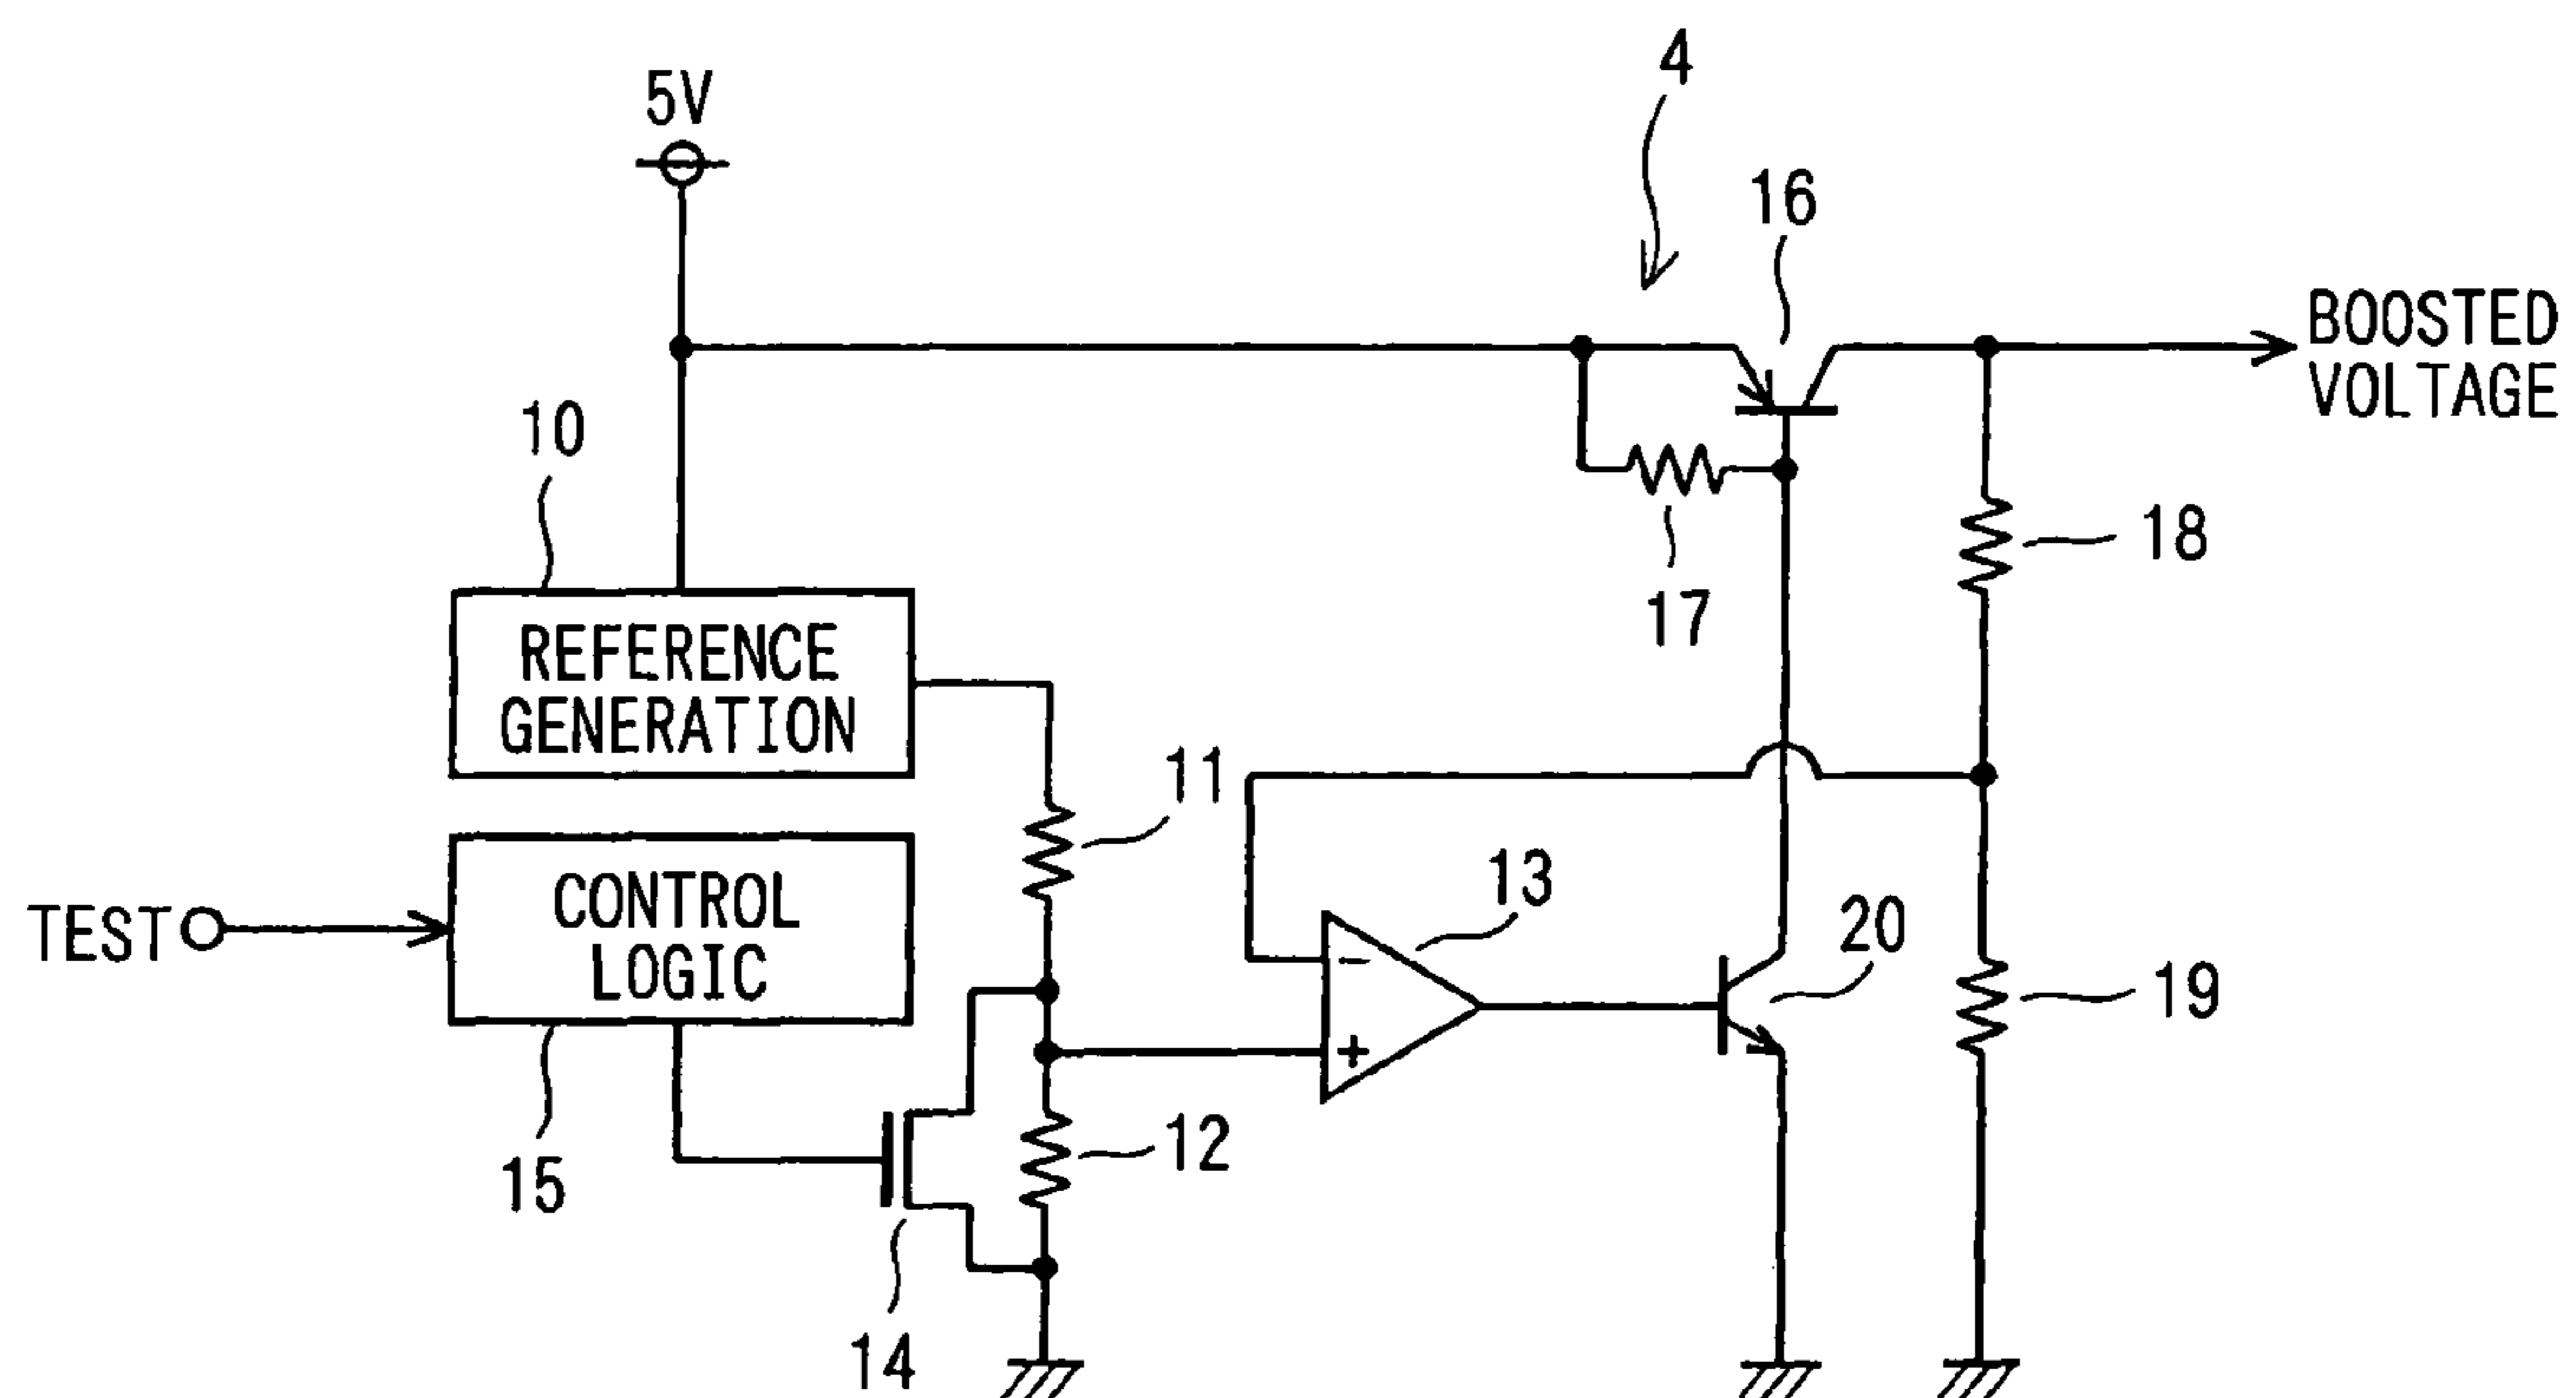 4
5V
16
BOOSTED
VOLTAGE
10
18
17
REFERENCE
GENERATION
11
13
CONTROL
LOGIC
TEST
20
19
-
+
12
15
14